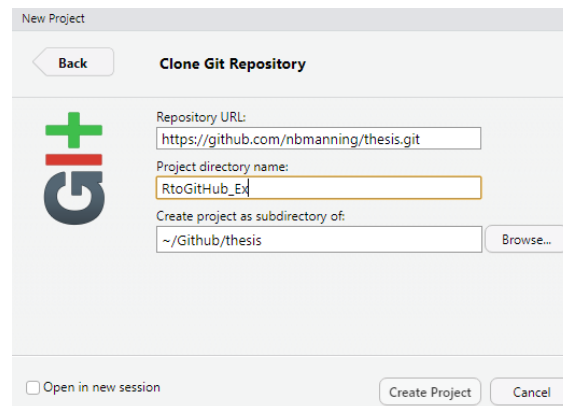 New Project
Back
Clone Git Repository
GIt
Repository URL:
https://github.com/nbmanning/thesis.git
Project directory name:
RtoGitHub_Ex
Create project as subdirectory of:
~/Github/thesis
Browse...
Open in new session
Create Project
Cancel